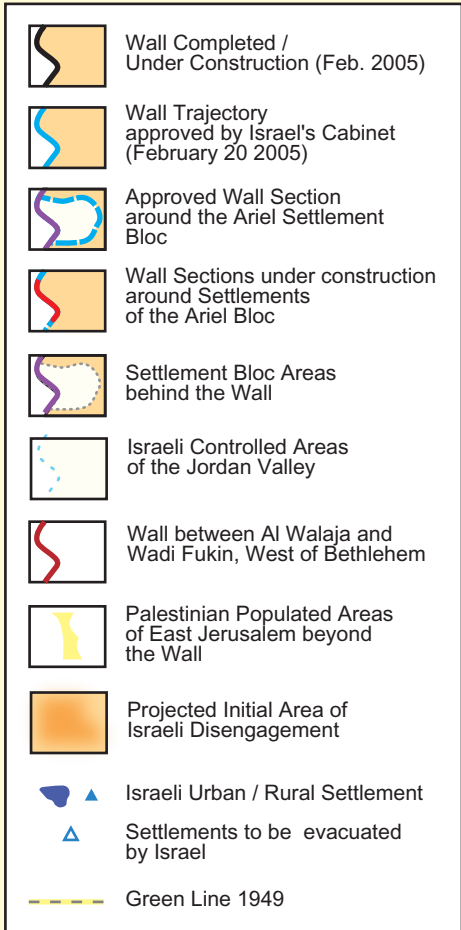 Wall Completed /
Under Construction (Feb. 2005)
Wall Trajectory
approved by Israel's Cabinet
(February 20 2005)
Approved Wall Section
around the Ariel Settlement
Bloc
Wall Sections under construction
around Settlements
of the Ariel Bloc
Settlement Bloc Areas
behind the Wall
Israeli Controlled Areas
of the Jordan Valley
Wall between Al Walaja and
Wadi Fukin, West of Bethlehem
Palestinian Populated Areas
of East Jerusalem beyond
the Wall
Projected Initial Area of
Israeli Disengagement
Israeli Urban / Rural Settlement
Settlements to be evacuated
by Israel
Green Line 1949